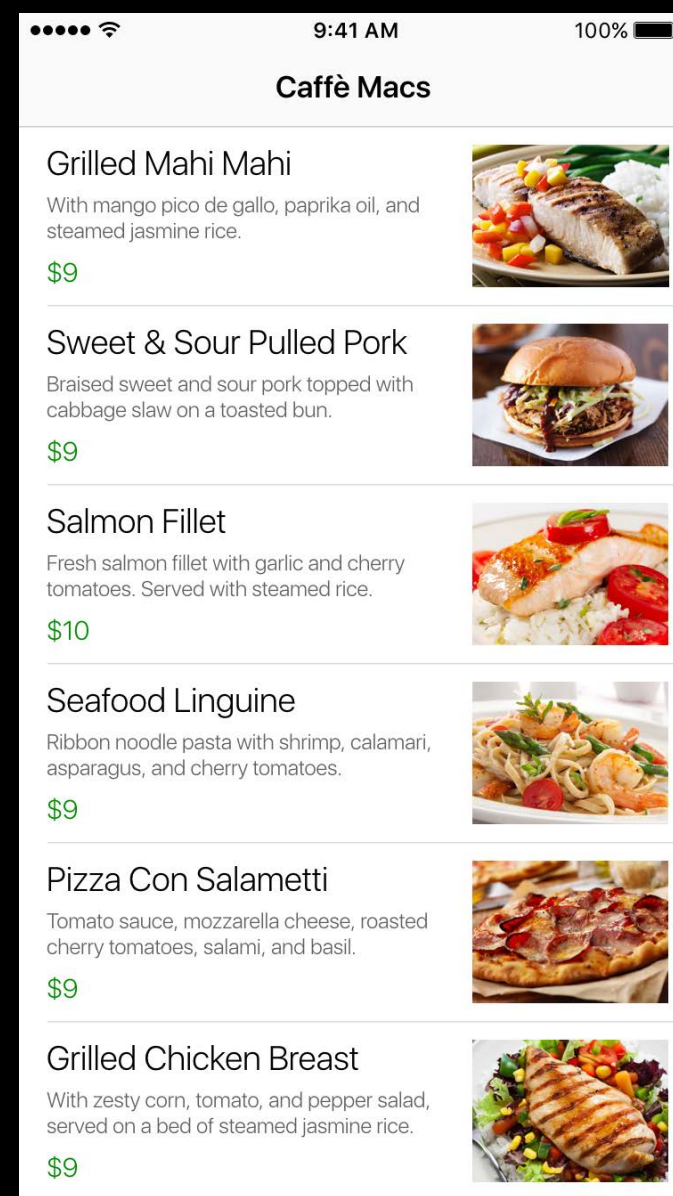 9:41 AM
100%
Caffè Macs
Grilled Mahi Mahi
With mango pico de gallo, paprika oil, and
steamed jasmine rice.
$9
Sweet & Sour Pulled Pork
Braised sweet and sour pork topped with
cabbage slaw on a toasted bun.
$9
Salmon Fillet
Fresh salmon fillet with garlic and cherry
tomatoes. Served with steamed rice.
$10
Seafood Linguine
Ribbon noodle pasta with shrimp, calamari,
asparagus, and cherry tomatoes.
$9
Pizza Con Salametti
Tomato sauce, mozzarella cheese, roasted
cherry tomatoes, salami, and basil.
$9
Grilled Chicken Breast
With zesty corn, tomato, and pepper salad,
served on a bed of steamed jasmine rice.
$9